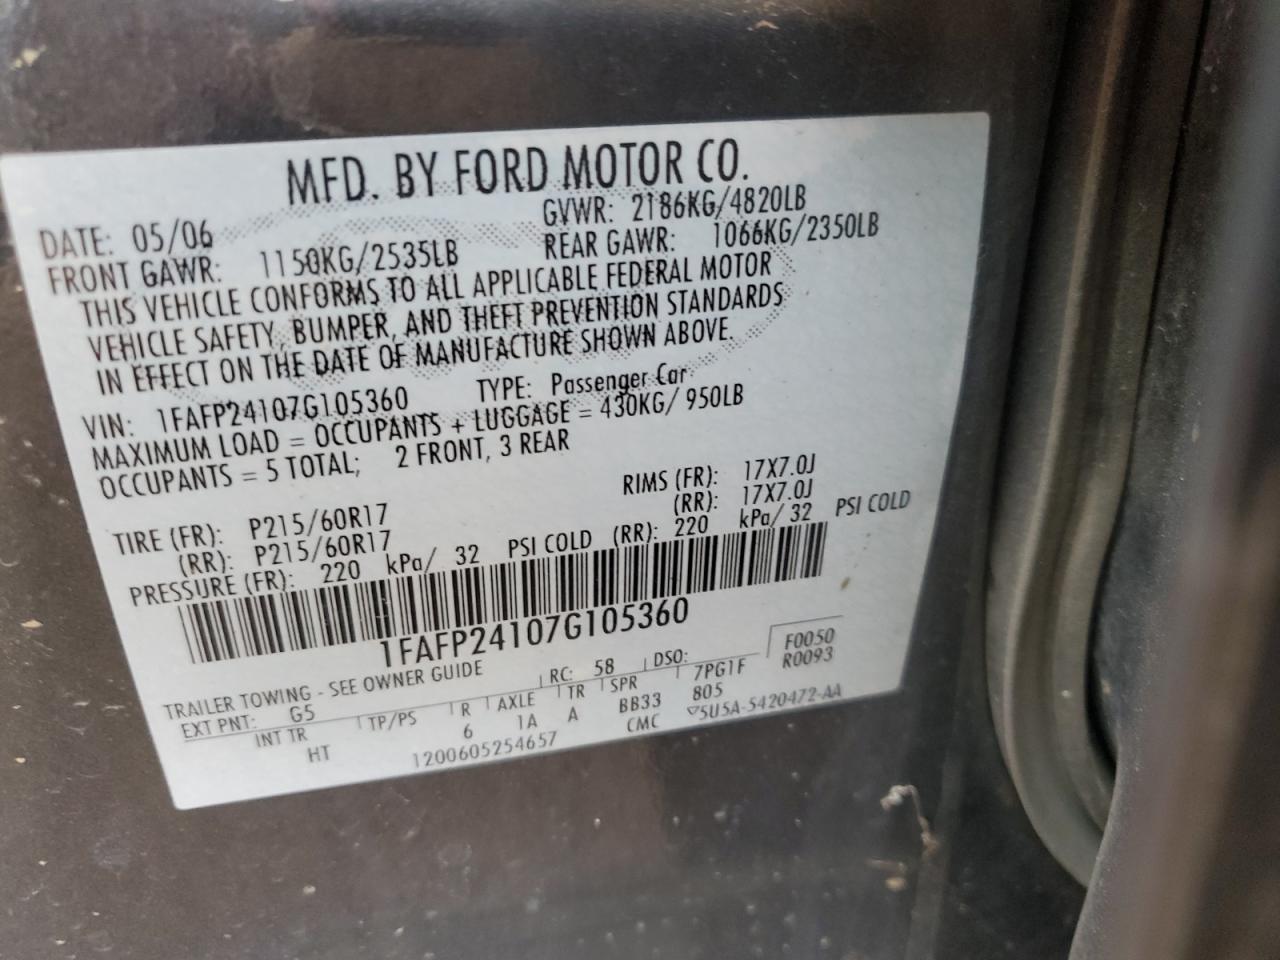 MFD. BY FORD MOTOR CO.
DATE: 05/06 GVWR: 2186KG/4820LB
FRONT GAWR: 1150KG/2535LB REAR GAWR: 1066KG/2350LB
THIS VEHICLE CONFORMS TO ALL APPLICABLE FEDERAL MOTOR
VEHICLE SAFETY, BUMPER, AND THEFT PREVENTION STANDARDS
IN EFFECT ON THE DATE OF MANUFACTURE SHOWN ABOVE.
VIN: 1FAFP24107G105360 TYPE: Passenger Car
MAXIMUM LOAD = OCCUPANTS + LUGGAGE = 430KG/ 950LB
OCCUPANTS = 5 TOTAL; 2 FRONT, 3 REAR
TIRE (FR): P215/60R17 RIMS (FR): 17X7.0J
(RR): P215/60R17 (RR): 17X7.0J
PRESSURE (FR): 220 kPa/ 32 PSI COLD (RR): 220 kPa/ 32 PSI COLD
1FAFP24107G105360
TRAILER TOWING - SEE OWNER GUIDE RC: 58 DSO: F0050
EXT PNT: G5 R0093
INT TR TP/PS R AXLE TR SPR 7PG1F
HT 6 1A A BB33 805
1200605254657 CMC ▽5U5A-5420472-AA